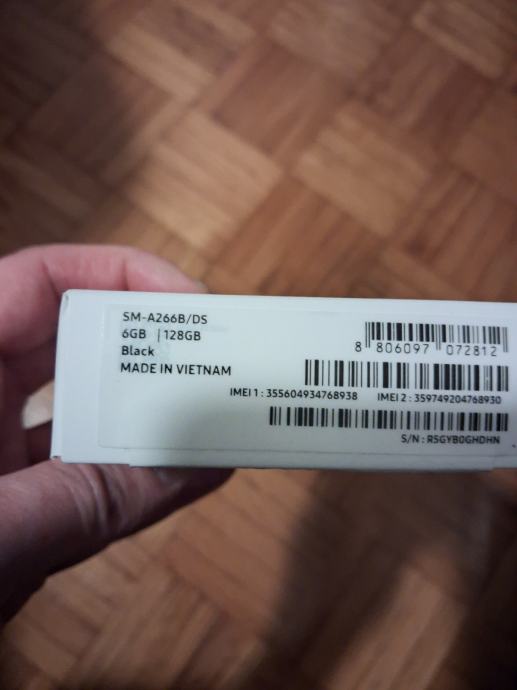 SM-A266B/DS
6GB | 128GB
Black
MADE IN VIETNAM
8 806097 072812
IMEI 1 : 355604934768938 IMEI 2 : 359749204768930
S/N : R5GYB0GHDHN